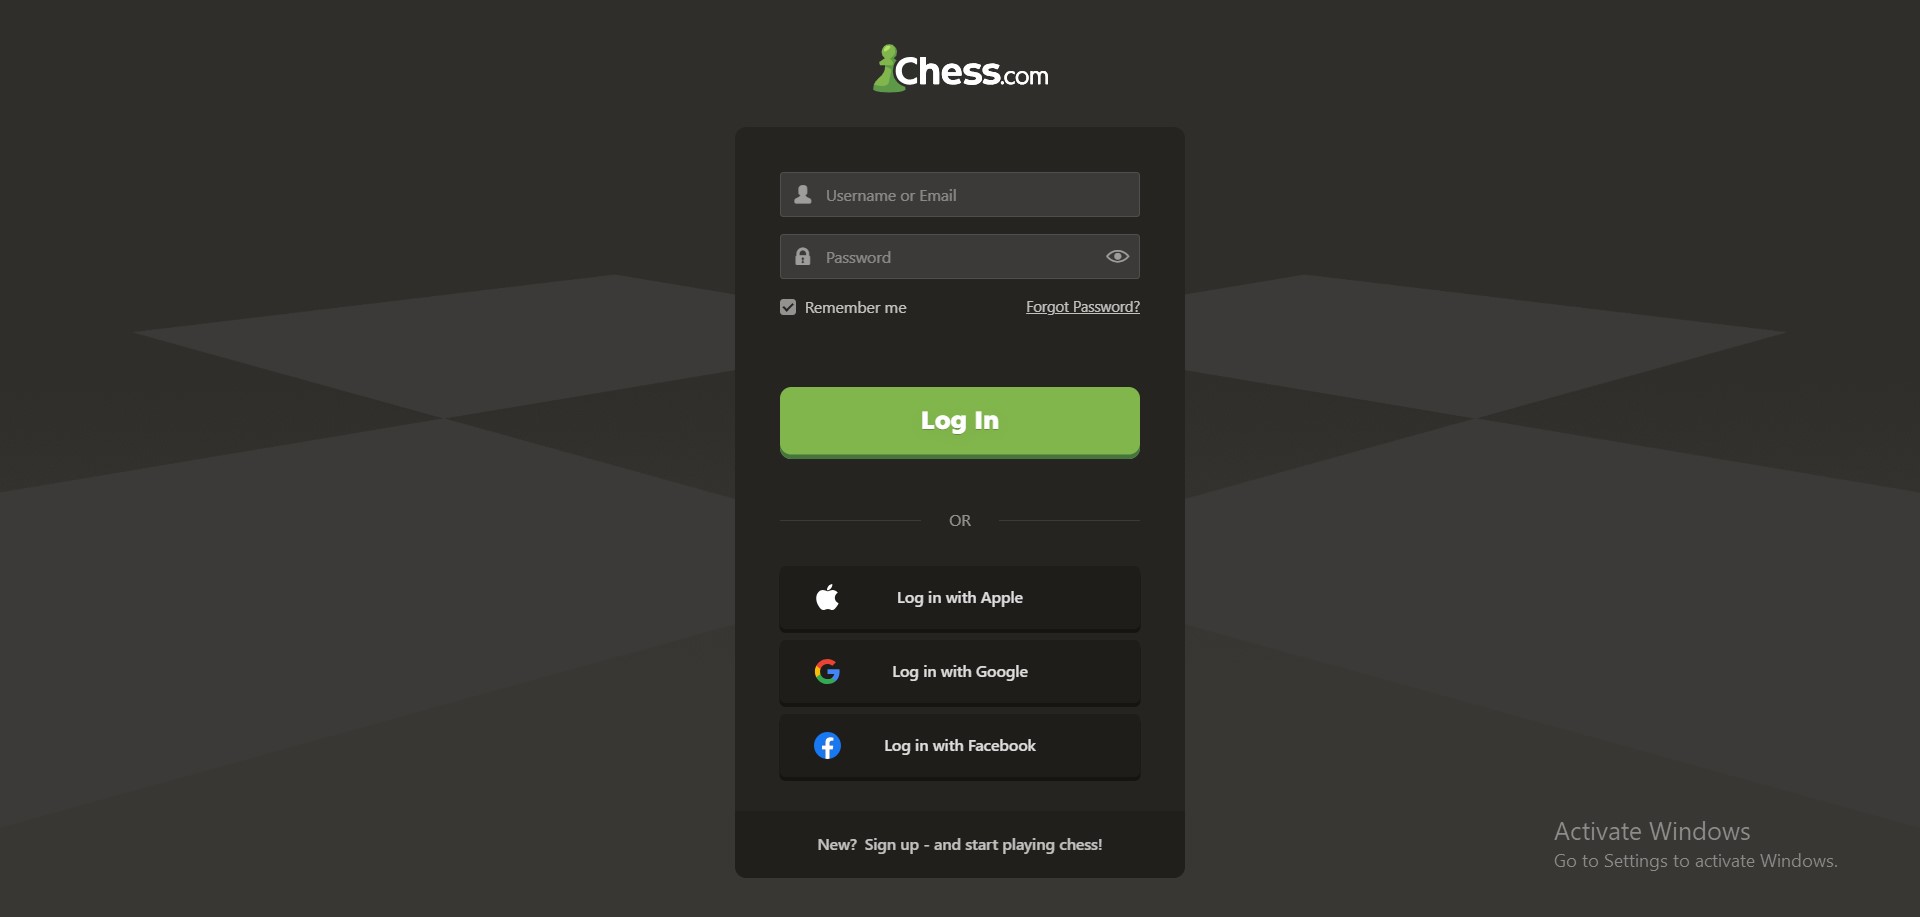 Chess.com
Username or Email
Password
Remember me
Forgot Password?
Log In
OR
Log in with Apple
Log in with Google
Log in with Facebook
New? Sign up - and start playing chess!
Activate Windows
Go to Settings to activate Windows.